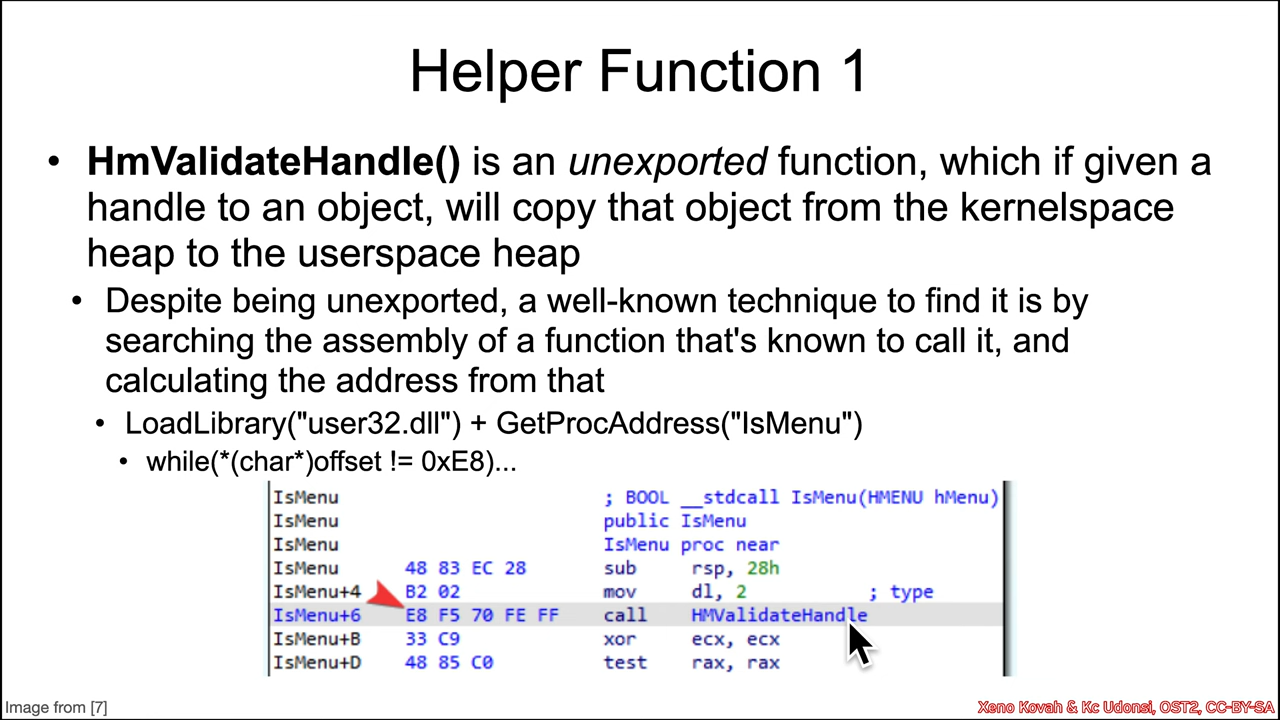 Helper Function 1
• HmValidateHandle() is an unexported function, which if given a
handle to an object, will copy that object from the kernelspace
heap to the userspace heap
• Despite being unexported, a well-known technique to find it is by
searching the assembly of a function that's known to call it, and
calculating the address from that
• LoadLibrary("user32.dll") + GetProcAddress("IsMenu")
• while(*(char*)offset != 0xE8)...
IsMenu ; BOOL __stdcall IsMenu(HMENU hMenu)
IsMenu public IsMenu
IsMenu IsMenu proc near
IsMenu 48 83 EC 28 sub rsp, 28h
IsMenu+4 B2 02 mov dl, 2 ; type
IsMenu+6 E8 F5 70 FE FF call HMValidateHandle
IsMenu+B 33 C9 xor ecx, ecx
IsMenu+D 48 85 C0 test rax, rax
Image from [7]
Xeno Kovah & Kc Udonsi, OST2, CC-BY-SA